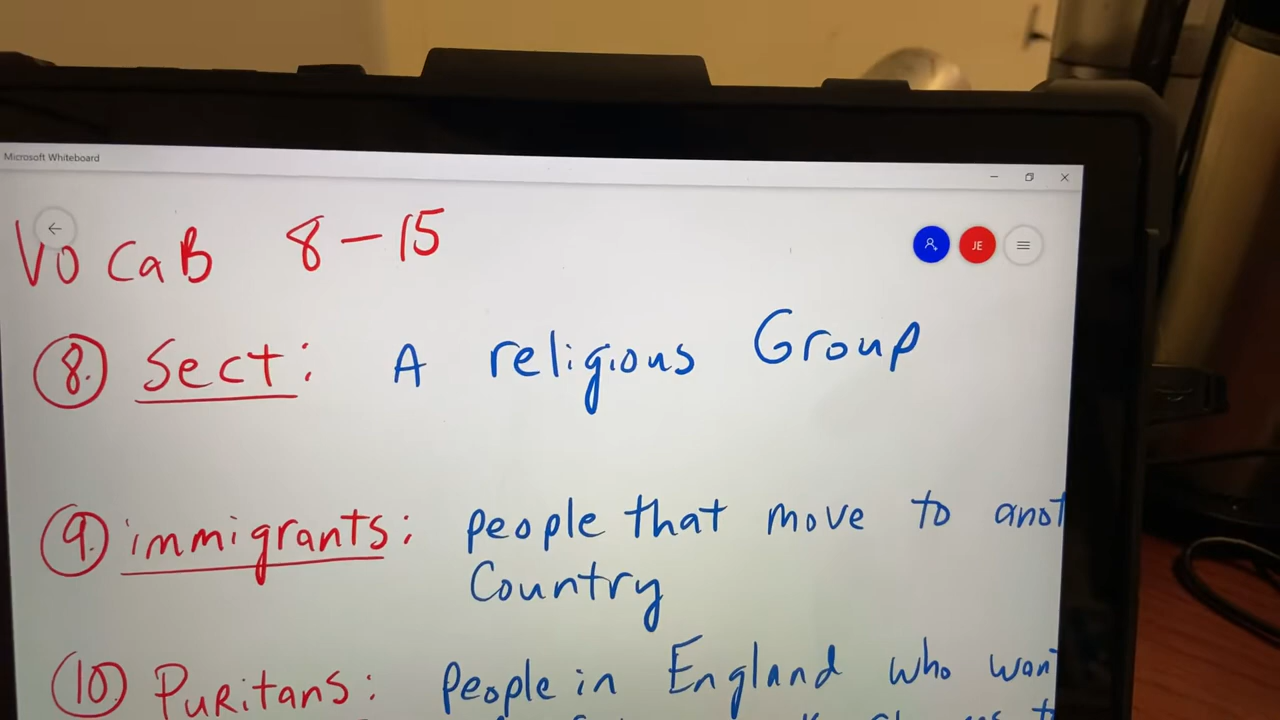 Microsoft Whiteboard
Vocab 8-15
JE
8. Sect: A religious Group
9. immigrants: people that move to anot
Country
10. Puritans: People in England who wan